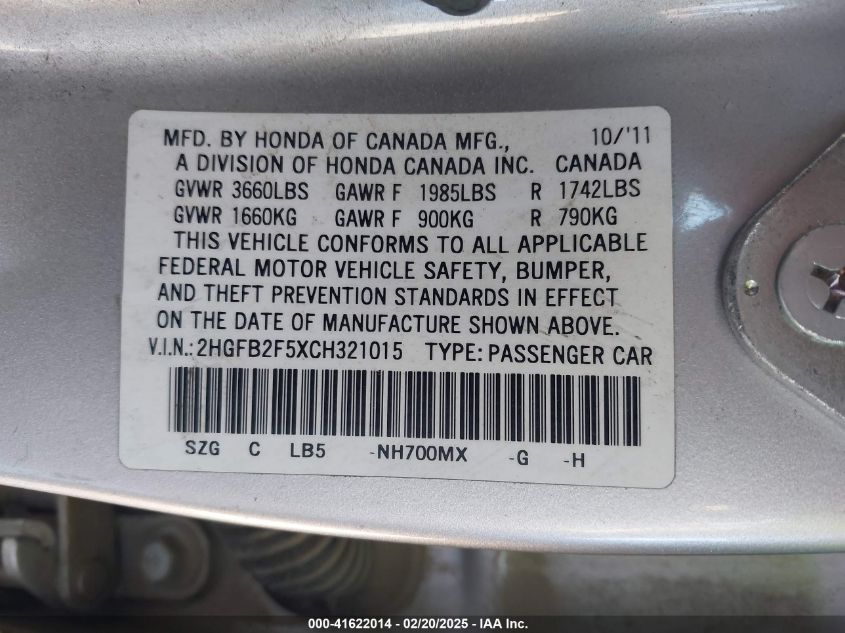 MFD. BY HONDA OF CANADA MFG., 10/'11
A DIVISION OF HONDA CANADA INC. CANADA
GVWR 3660LBS GAWR F 1985LBS R 1742LBS
GVWR 1660KG GAWR F 900KG R 790KG
THIS VEHICLE CONFORMS TO ALL APPLICABLE
FEDERAL MOTOR VEHICLE SAFETY, BUMPER,
AND THEFT PREVENTION STANDARDS IN EFFECT
ON THE DATE OF MANUFACTURE SHOWN ABOVE.
V.I.N.: 2HGFB2F5XCH321015 TYPE: PASSENGER CAR
SZG C LB5 -NH700MX -G -H
000-41622014 / 02/20/2025 - IAA Inc.